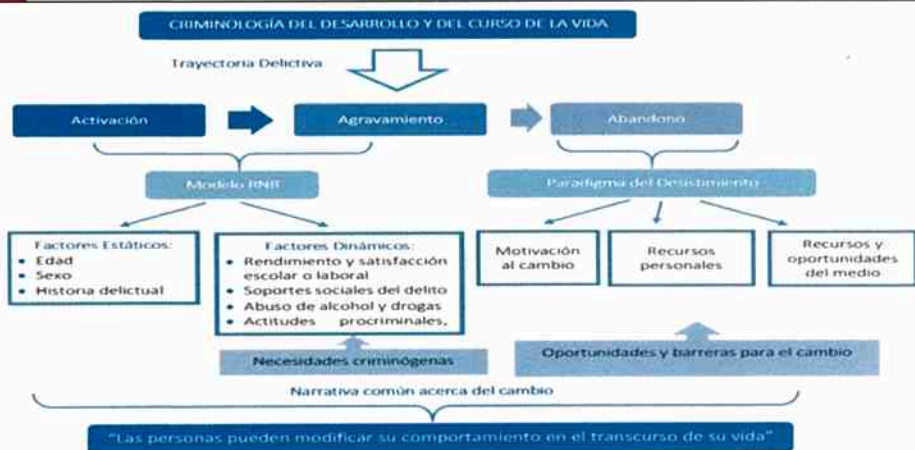 CRIMINOLOGÍA DEL DESARROLLO Y DEL CURSO DE LA VIDA
Trayectoria Delictiva
Activación
Agravamiento
Abandono
Modelo RNR
Paradigma del Desistimiento
Factores Estáticos:
• Edad
• Sexo
• Historia delictual
Factores Dinámicos:
• Rendimiento y satisfacción
escolar o laboral
• Soportes sociales del delito
• Abuso de alcohol y drogas
• Actitudes procriminales,
Motivación
al cambio
Recursos
personales
Recursos y
oportunidades
del medio
Necesidades criminógenas
Oportunidades y barreras para el cambio
Narrativa común acerca del cambio
"Las personas pueden modificar su comportamiento en el transcurso de su vida"